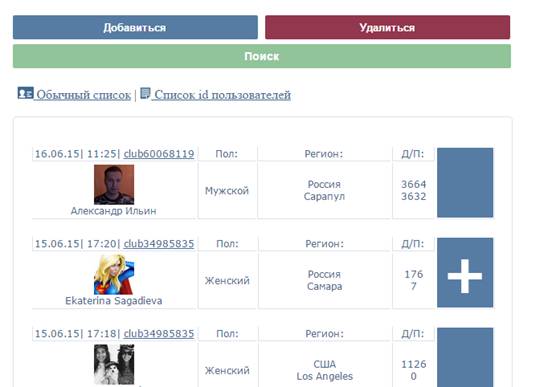 Добавиться Удалиться
Поиск
Обычный список | Список id пользователей
16.06.15| 11:25| club60068119 Пол: Регион: Д/П:
Мужской Россия 3664
Сарапул 3632
Александр Ильин
15.06.15| 17:20| club34985835 Пол: Регион: Д/П:
Женский Россия 176
Самара 7
Ekaterina Sagadieva
15.06.15| 17:18| club34985835 Пол: Регион: Д/П:
Женский США 1126
Los Angeles 0